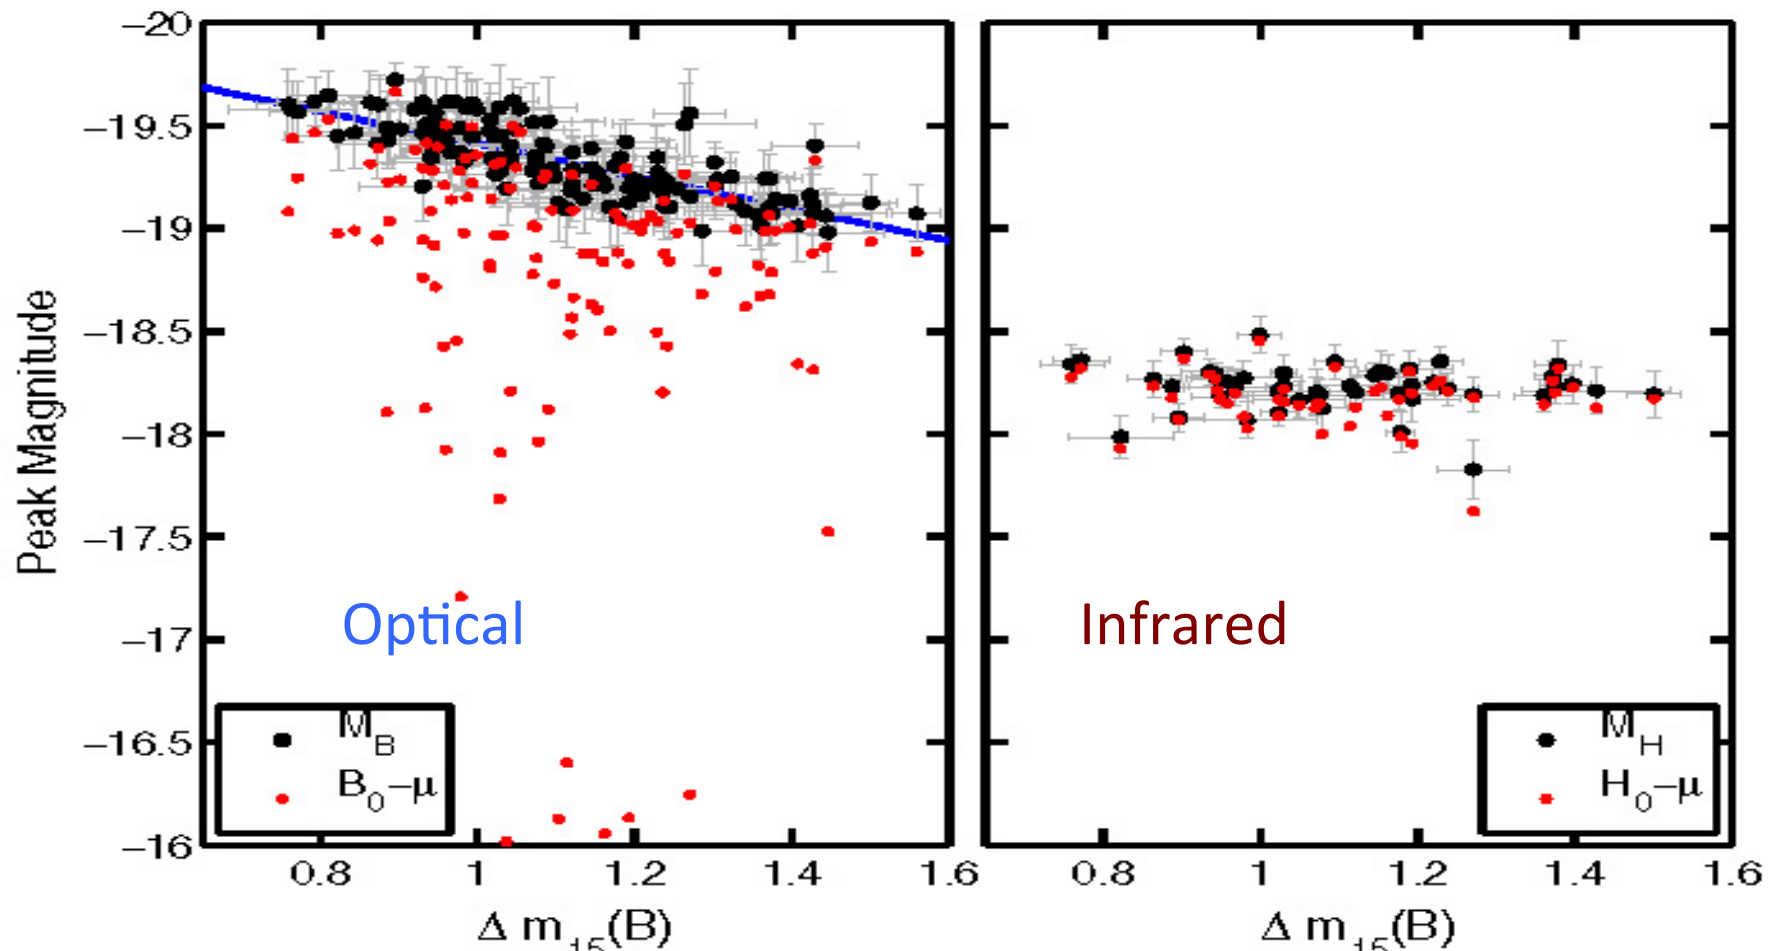 Peak Magnitude
−20
−19.5
−19
−18.5
−18
−17.5
−17
−16.5
−16
Optical
M_B
B_0−μ
0.8 1 1.2 1.4 1.6
Δ m_15(B)
Infrared
M_H
H_0−μ
0.8 1 1.2 1.4 1.6
Δ m_15(B)